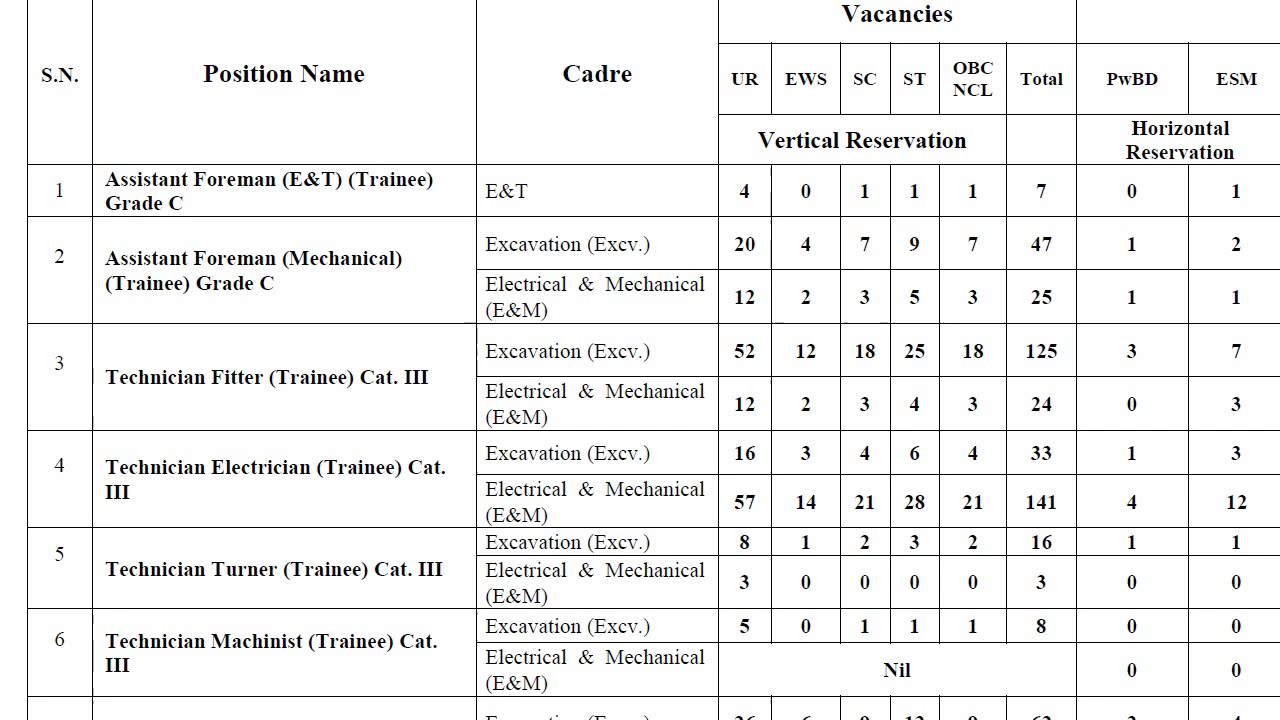 Vacancies
S.N. Position Name Cadre UR EWS SC ST OBC NCL Total PwBD ESM
Vertical Reservation Horizontal Reservation
1 Assistant Foreman (E&T) (Trainee) Grade C E&T 4 0 1 1 1 7 0 1
2 Assistant Foreman (Mechanical) (Trainee) Grade C Excavation (Excv.) 20 4 7 9 7 47 1 2
Electrical & Mechanical (E&M) 12 2 3 5 3 25 1 1
3 Technician Fitter (Trainee) Cat. III Excavation (Excv.) 52 12 18 25 18 125 3 7
Electrical & Mechanical (E&M) 12 2 3 4 3 24 0 3
4 Technician Electrician (Trainee) Cat. III Excavation (Excv.) 16 3 4 6 4 33 1 3
Electrical & Mechanical (E&M) 57 14 21 28 21 141 4 12
5 Technician Turner (Trainee) Cat. III Excavation (Excv.) 8 1 2 3 2 16 1 1
Electrical & Mechanical (E&M) 3 0 0 0 0 3 0 0
6 Technician Machinist (Trainee) Cat. III Excavation (Excv.) 5 0 1 1 1 8 0 0
Electrical & Mechanical (E&M) Nil 0 0
Excavation (Excv.)